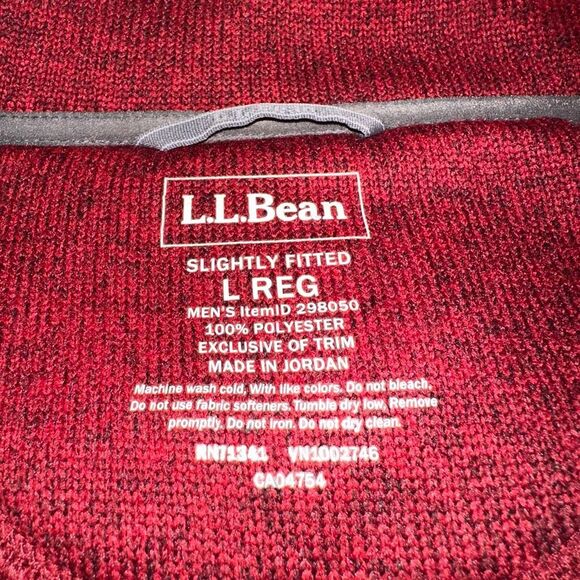 L.L.Bean
SLIGHTLY FITTED
L REG
MEN'S ItemID 298050
100% POLYESTER
EXCLUSIVE OF TRIM
MADE IN JORDAN
Machine wash cold, With like colors. Do not bleach.
Do not use fabric softeners. Tumble dry low. Remove
promptly. Do not iron. Do not dry clean.
RN71341 VN1002746
CA04754